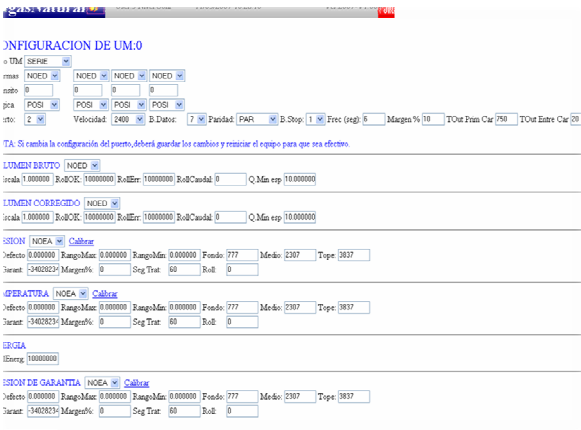 gas natural
ONFIGURACION DE UM:0
o UM SERIE
rmas NOED NOED NOED NOED
nsito 0 0 0 0
gica POSI POSI POSI POSI
rto: 2 Velocidad: 2400 B.Datos: 7 Paridad: PAR B.Stop: 1 Frec (seg): 6 Margen % 10 TOut Prim Car 750 TOut Entre Car 20
TA: Si cambia la configuración del puerto,deberá guardar los cambios y reiniciar el equipo para que sea efectivo.
LUMEN BRUTO NOED
scala 1.000000 RollOK: 10000000 RollErr: 10000000 RollCaudal: 0 Q.Min esp 10.000000
LUMEN CORREGIDO NOED
scala 1.000000 RollOK: 10000000 RollErr: 10000000 RollCaudal: 0 Q.Min esp 10.000000
ESION NOEA Calibrar
Defecto 0.000000 RangoMax: 0.000000 RangoMin: 0.000000 Fondo: 777 Medio: 2307 Tope: 3837
Garant: -34028234 Margen%: 0 Seg Trat: 60 Roll: 0
MPERATURA NOEA Calibrar
Defecto 0.000000 RangoMax: 0.000000 RangoMin: 0.000000 Fondo: 777 Medio: 2307 Tope: 3837
Garant: -34028234 Margen%: 0 Seg Trat: 60 Roll: 0
ERGIA
lEnerg: 10000000
ESION DE GARANTIA NOEA Calibrar
Defecto 0.000000 RangoMax: 0.000000 RangoMin: 0.000000 Fondo: 777 Medio: 2307 Tope: 3837
Garant: -34028234 Margen%: 0 Seg Trat: 60 Roll: 0